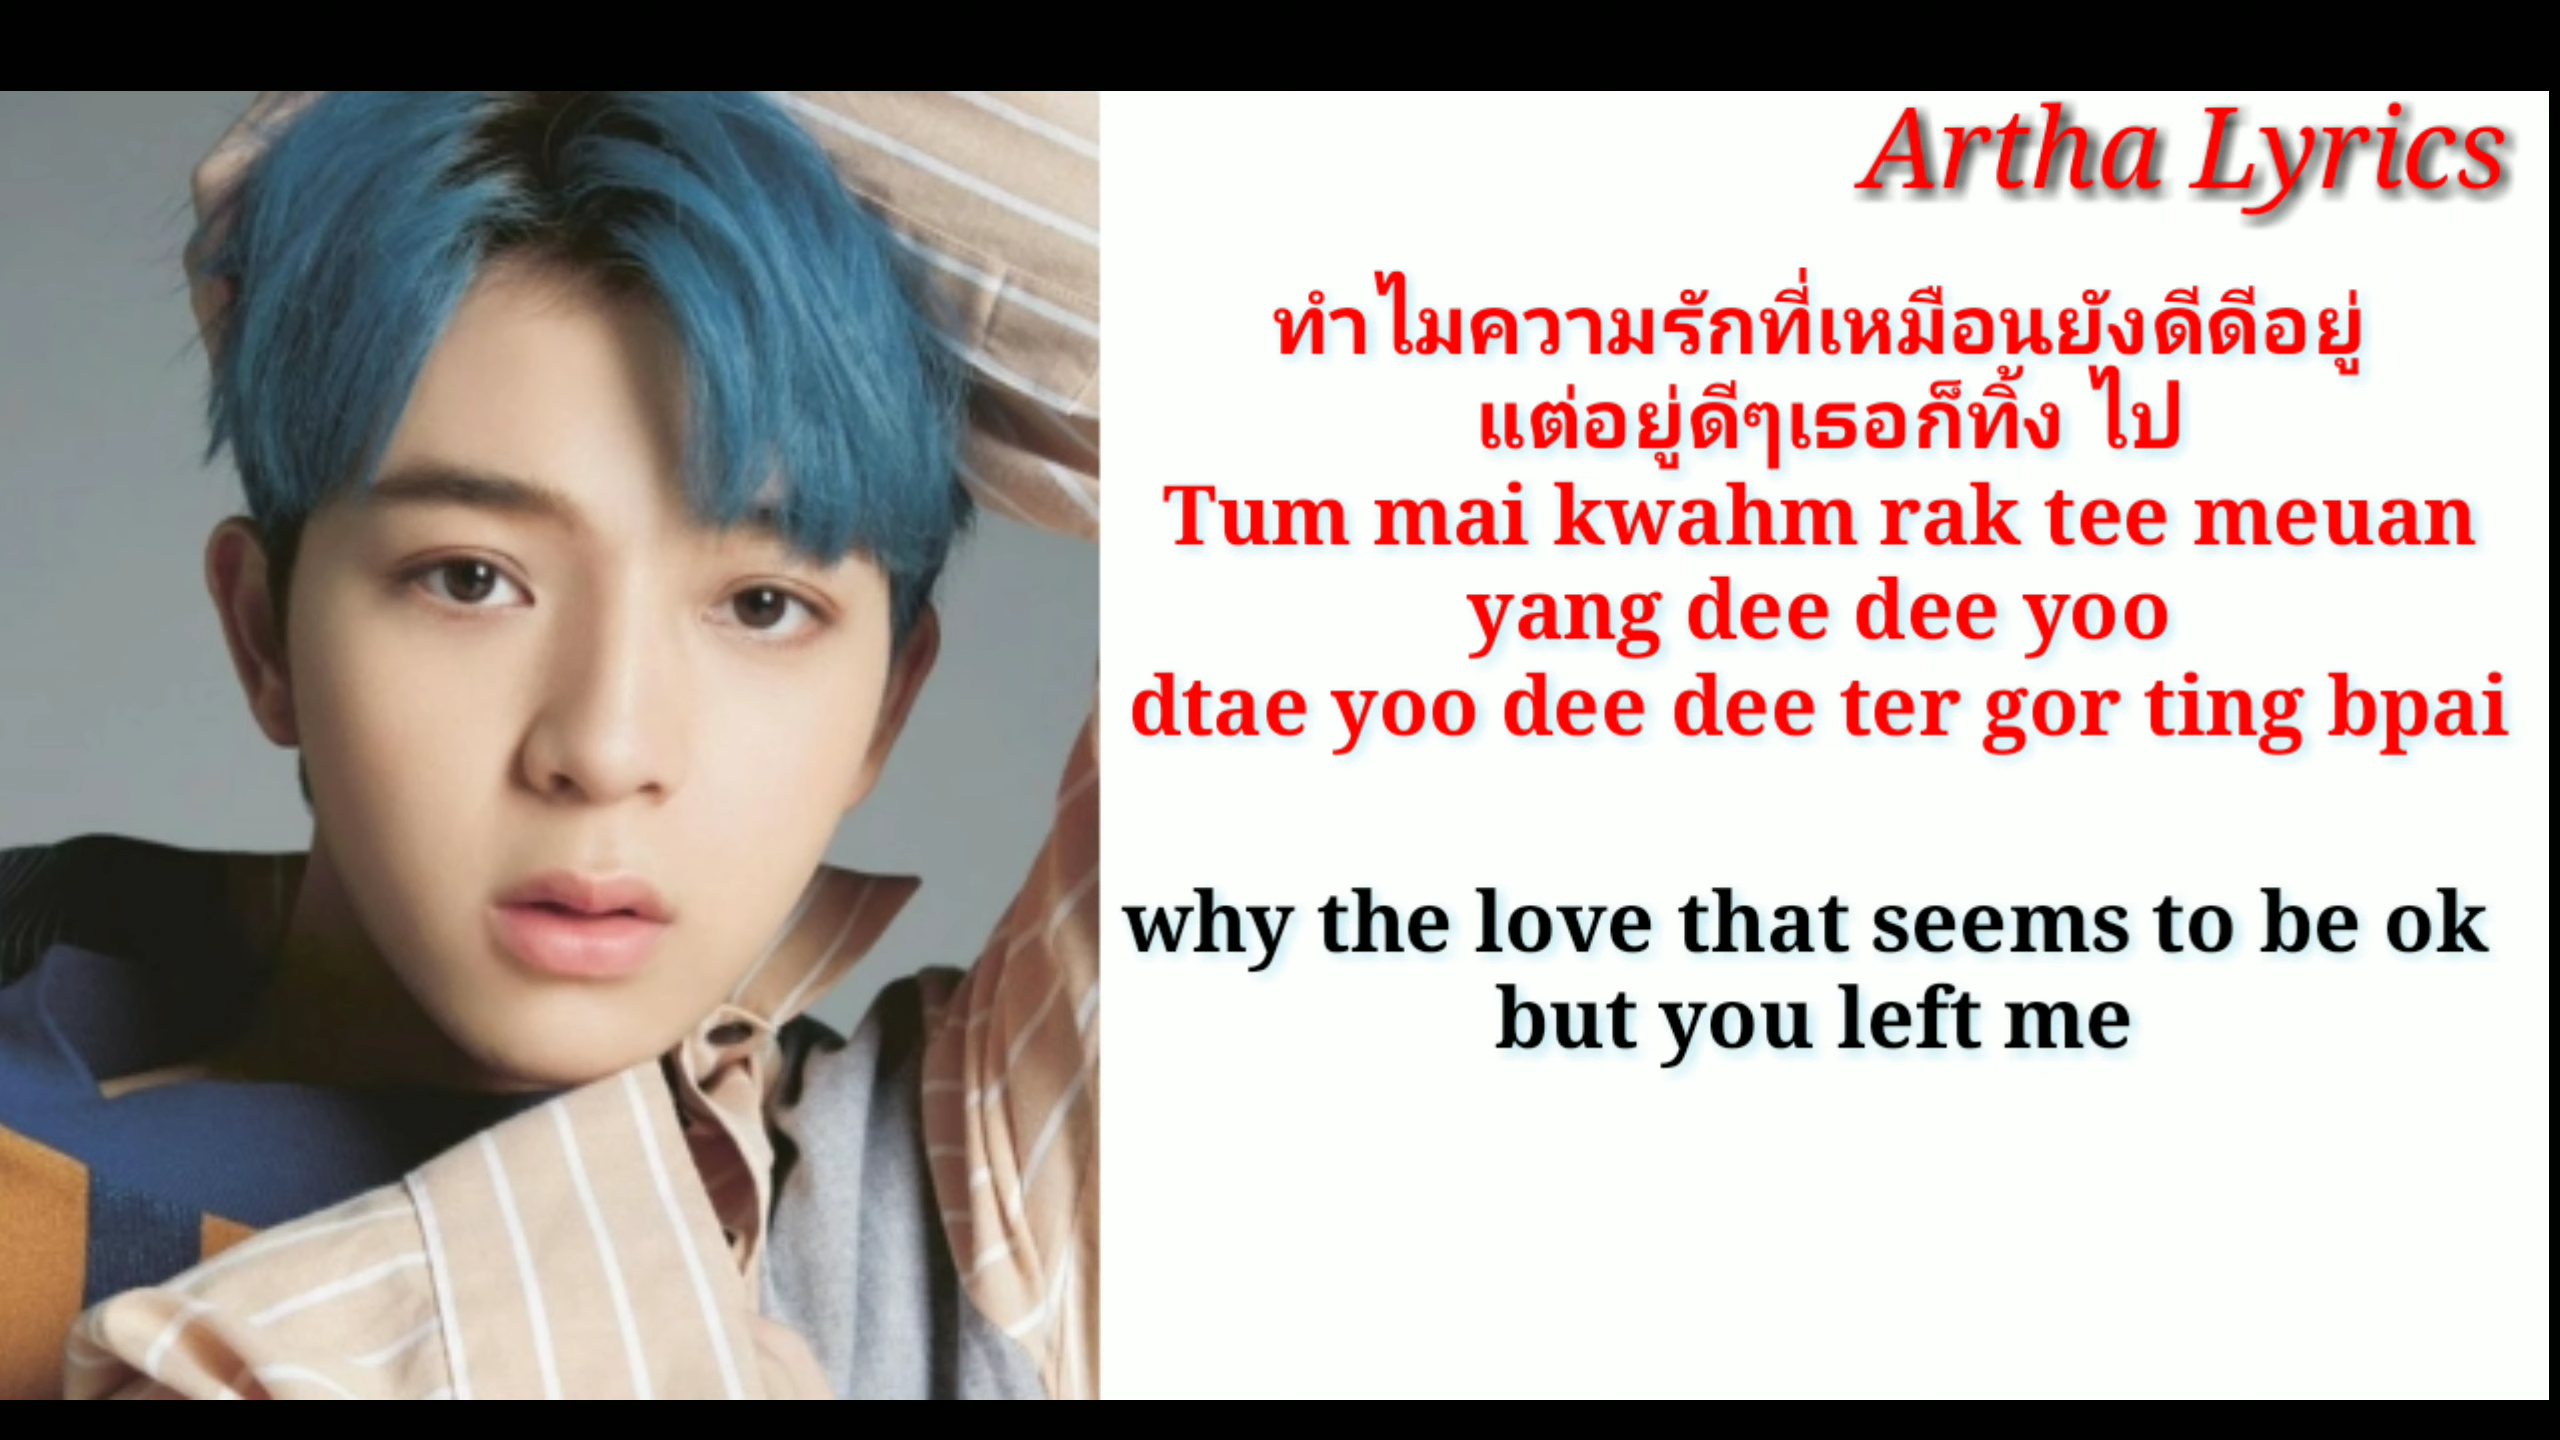 Artha Lyrics
ทำไมความรักที่เหมือนยังดีดีอยู่
แต่อยู่ดีๆเธอก็ทิ้ง ไป
Tum mai kwahm rak tee meuan
yang dee dee yoo
dtae yoo dee dee ter gor ting bpai
why the love that seems to be ok
but you left me